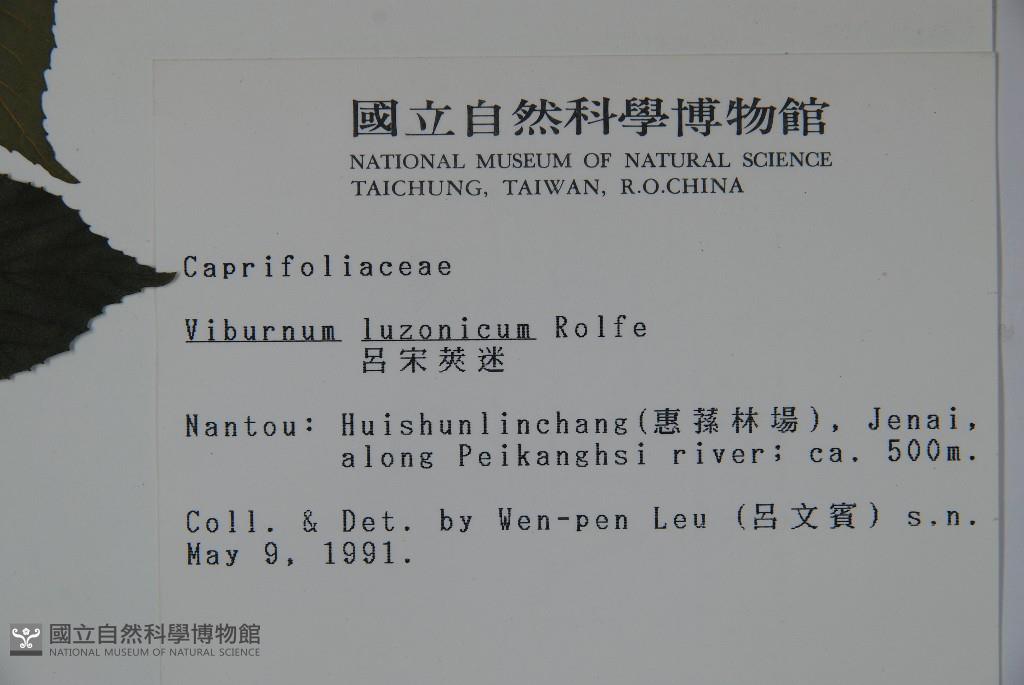 國立自然科學博物館
NATIONAL MUSEUM OF NATURAL SCIENCE
TAICHUNG, TAIWAN, R.O.CHINA
Caprifoliaceae
Viburnum luzonicum Rolfe
呂宋莢迷
Nantou: Huishunlinchang(惠蓀林場), Jenai,
along Peikanghsi river; ca. 500m.
Coll. & Det. by Wen-pen Leu (呂文賓) s.n.
May 9, 1991.
國立自然科學博物館
NATIONAL MUSEUM OF NATURAL SCIENCE